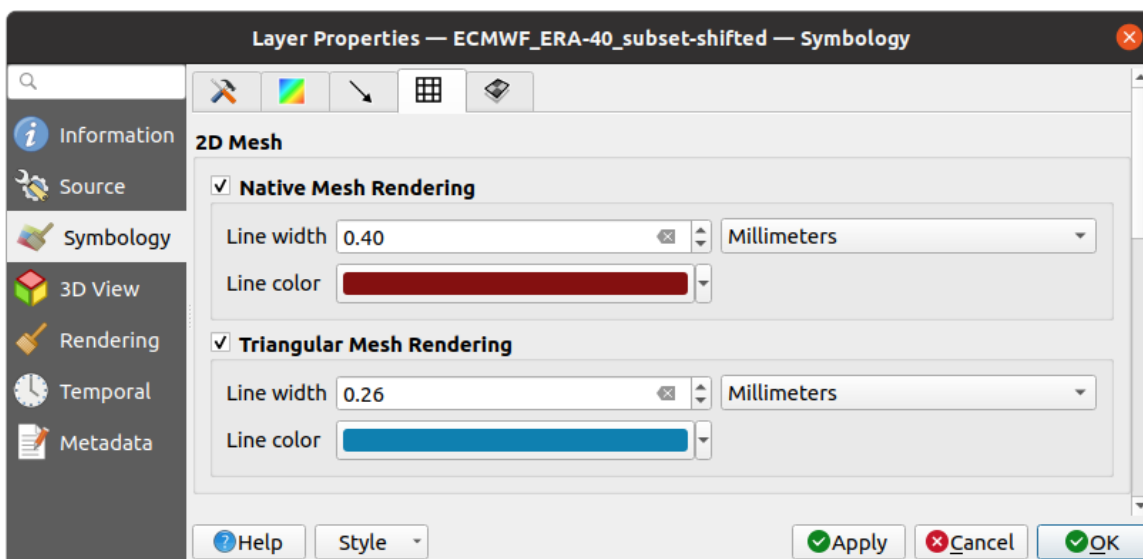 Layer Properties — ECMWF_ERA-40_subset-shifted — Symbology
Information
Source
Symbology
3D View
Rendering
Temporal
Metadata
2D Mesh
Native Mesh Rendering
Line width 0.40 Millimeters
Line color
Triangular Mesh Rendering
Line width 0.26 Millimeters
Line color
Help Style Apply Cancel OK